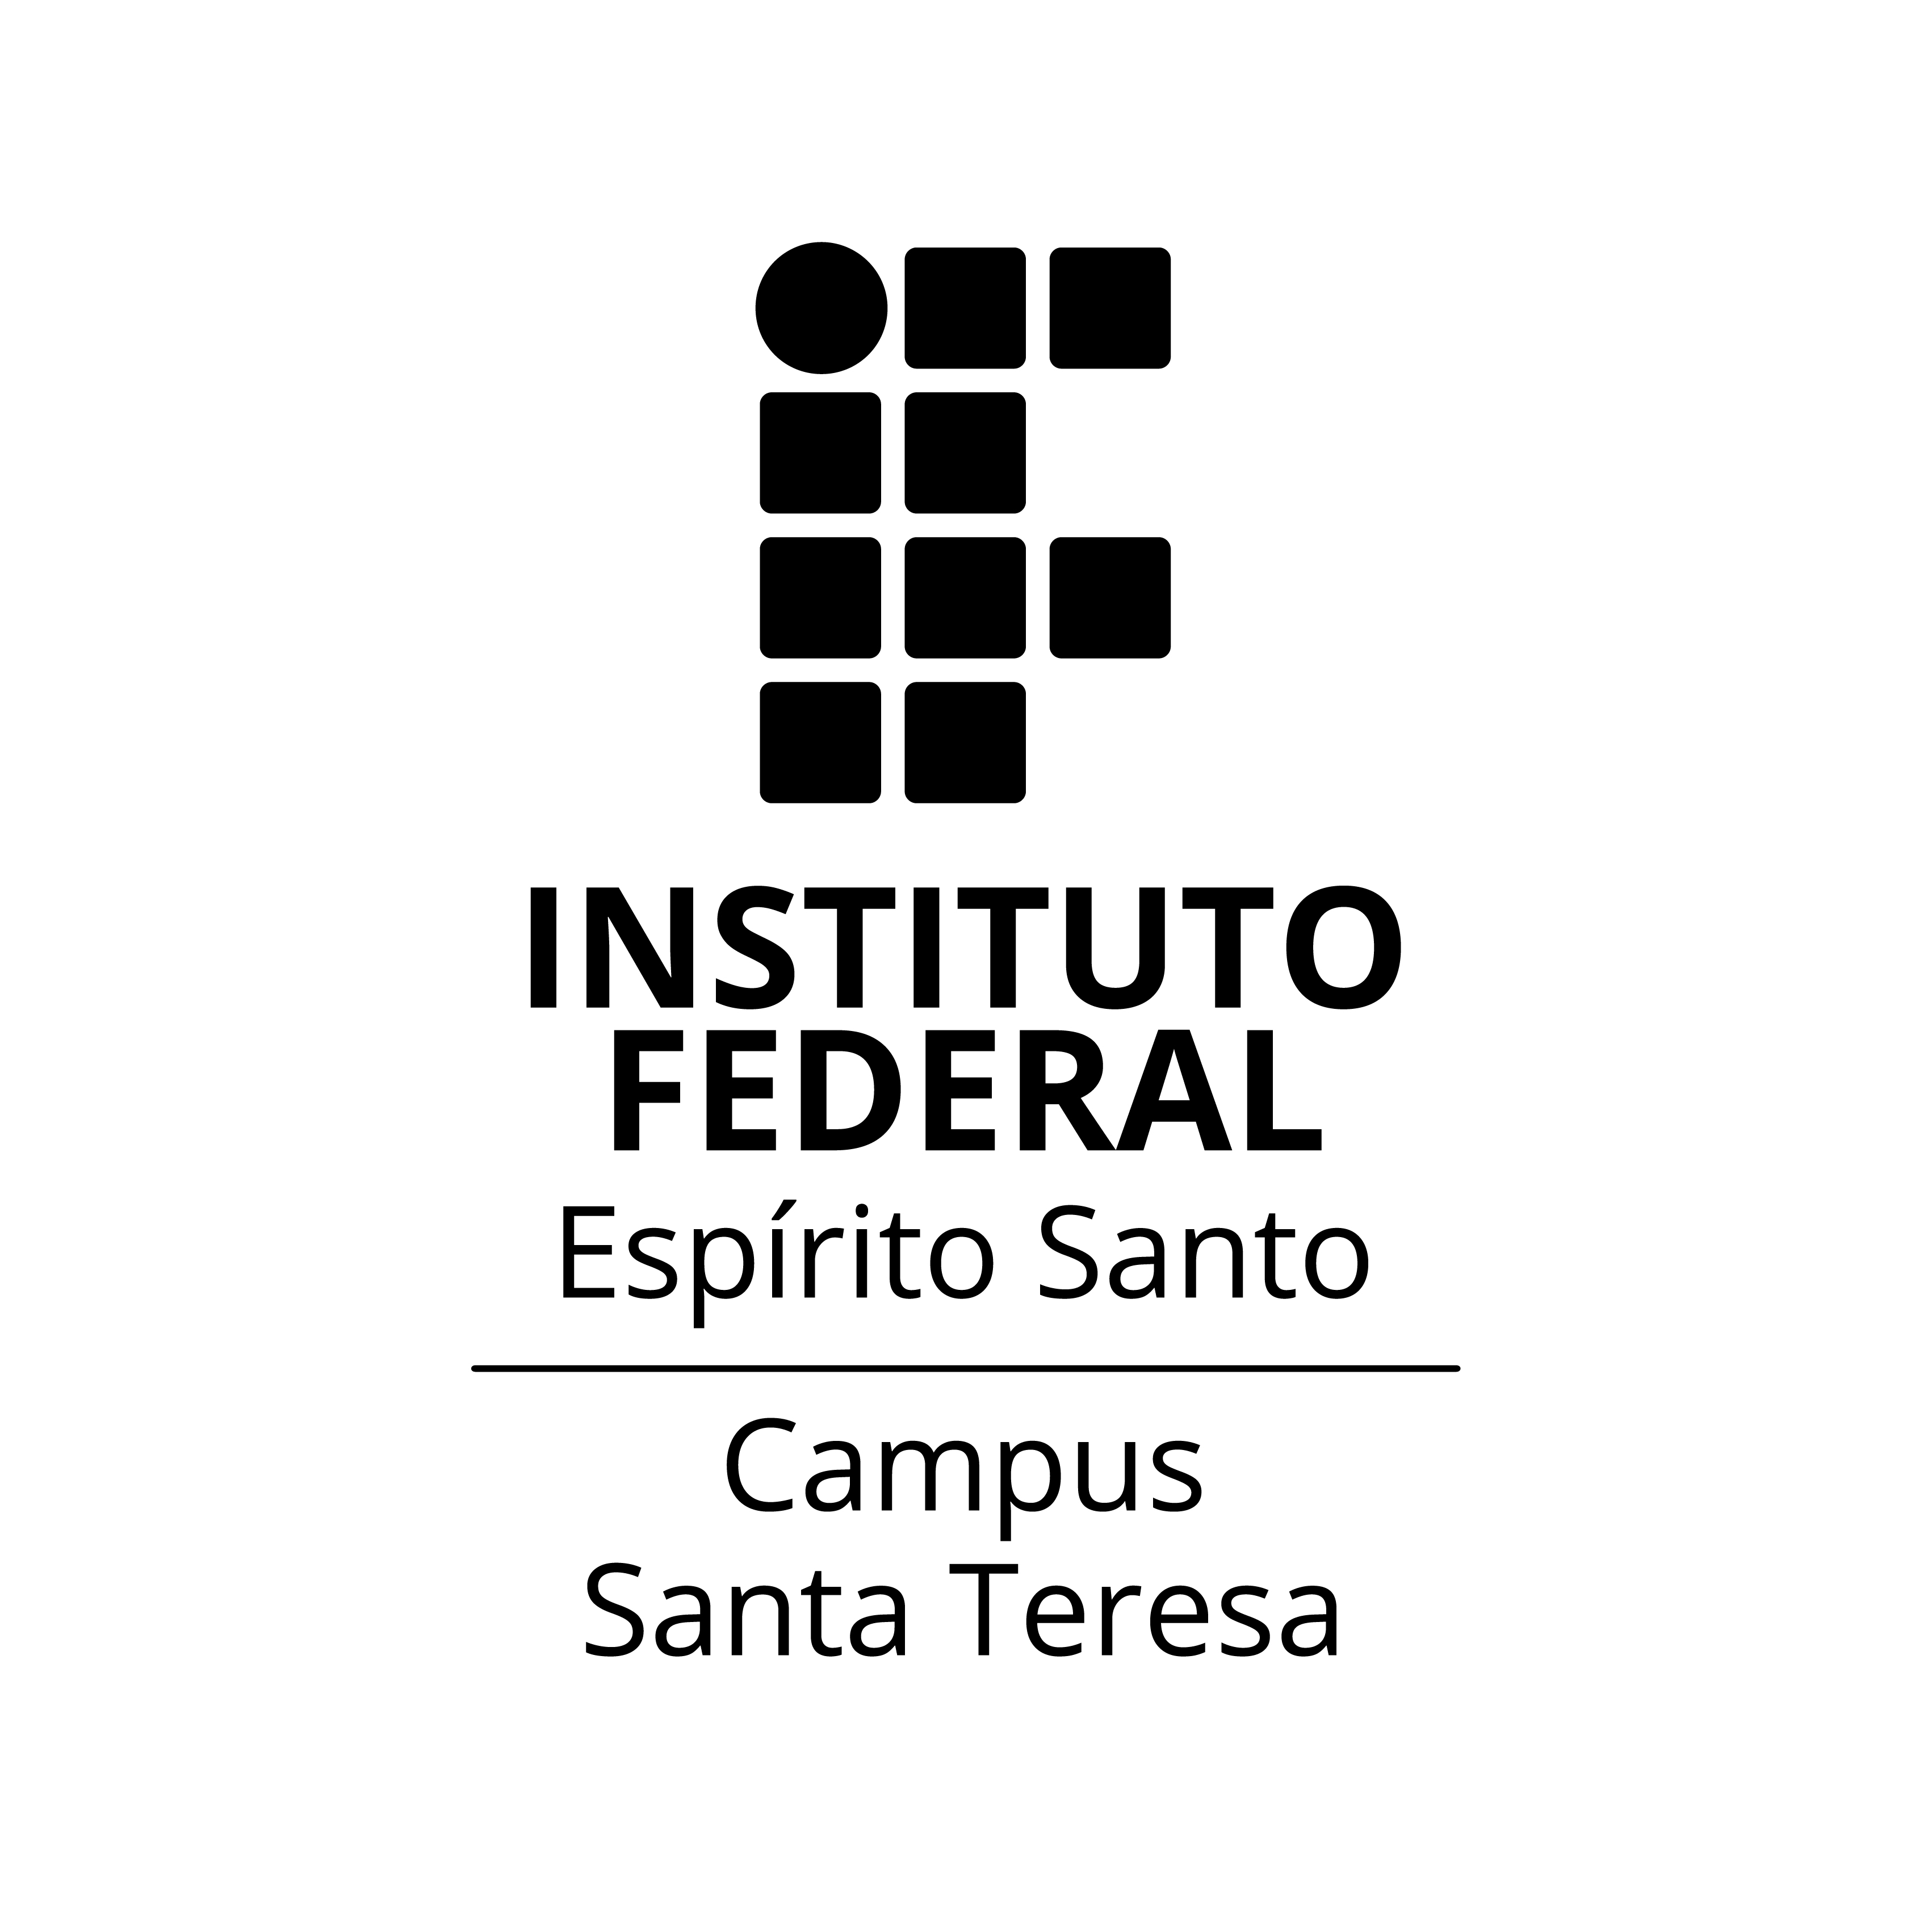 INSTITUTO
FEDERAL
Espírito Santo
Campus
Santa Teresa